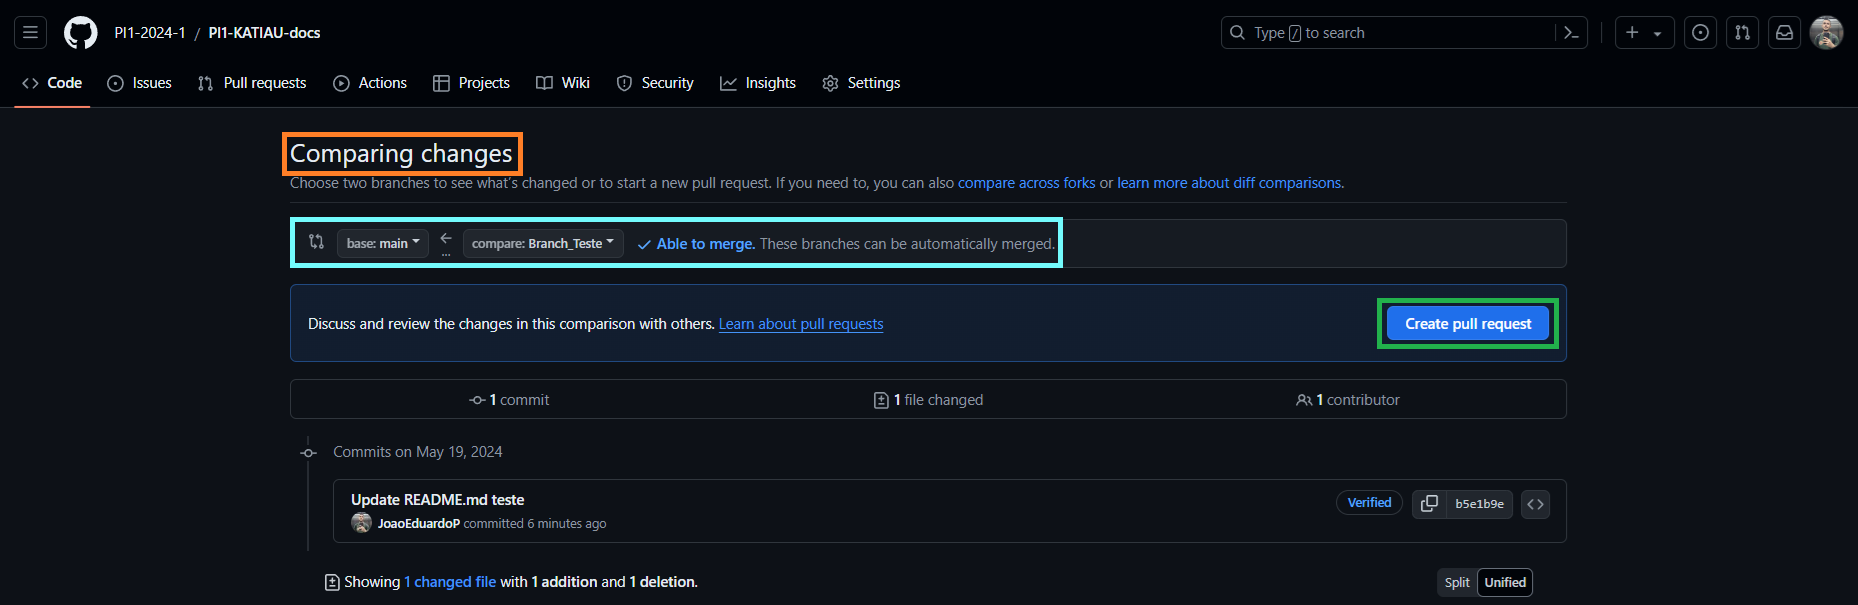 PI1-2024-1 / PI1-KATIAU-docs
Type / to search
Code Issues Pull requests Actions Projects Wiki Insights Settings
Comparing changes
Choose two branches to see what's changed or to start a new pull request. If you need to, you can also compare across forks or learn more about diff comparisons.
base: main ... compare: Branch_Teste Able to merge. These branches can be automatically merged.
Discuss and review the changes in this comparison with others. Learn about pull requests
Create pull request
1 commit 1 file changed 1 contributor
Commits on May 19, 2024
Update README.md teste
JoaoEduardoP committed 6 minutes ago
Verified b5e1b9e
Showing 1 changed file with 1 addition and 1 deletion.
Split Unified